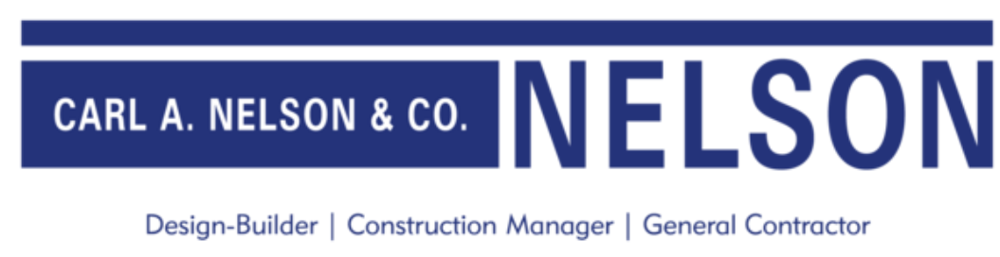 CARL A. NELSON & CO. NELSON
Design-Builder | Construction Manager | General Contractor